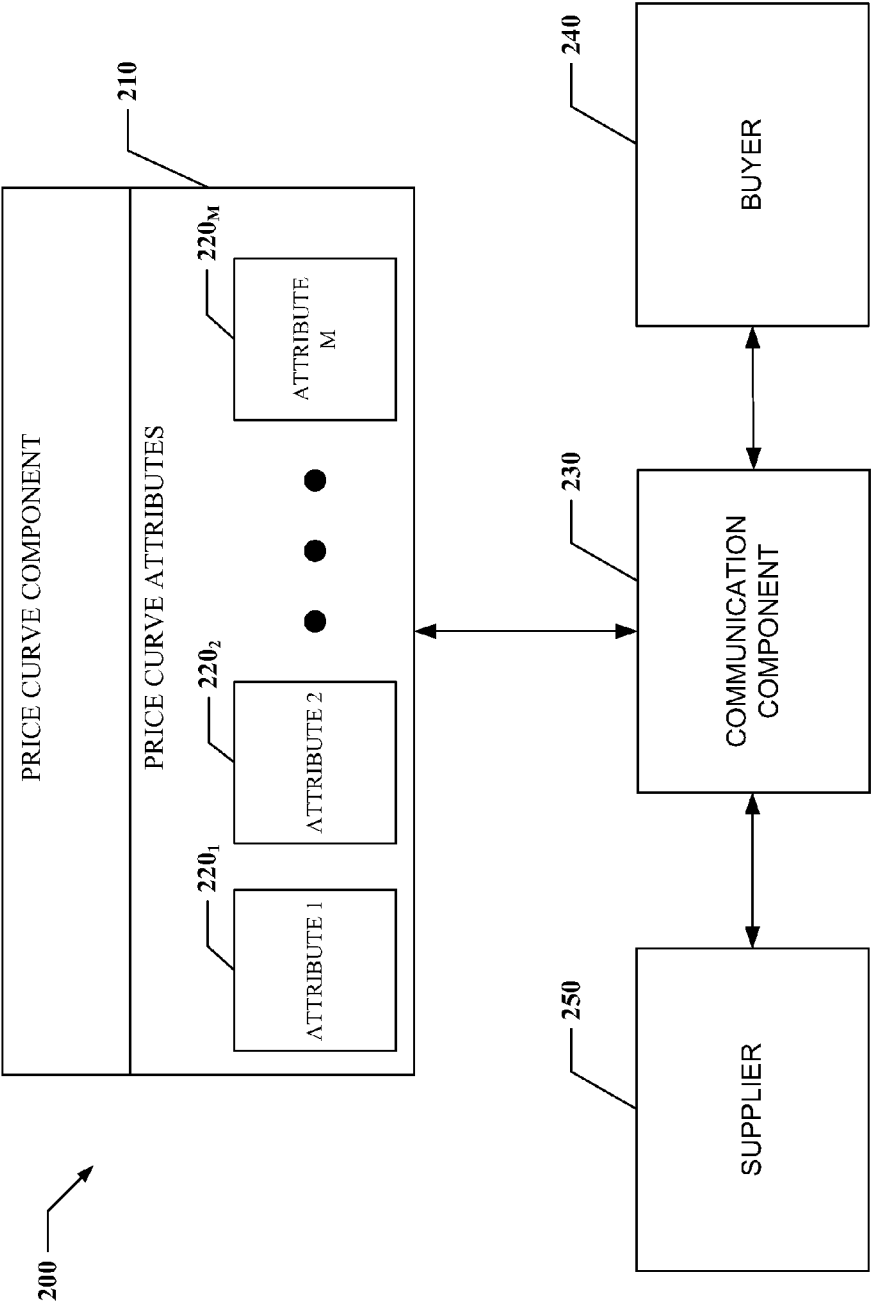 200
PRICE CURVE COMPONENT
210
PRICE CURVE ATTRIBUTES
220₁
220₂
220ₘ
ATTRIBUTE 1
ATTRIBUTE 2
ATTRIBUTE
M
250
230
240
SUPPLIER
COMMUNICATION
COMPONENT
BUYER